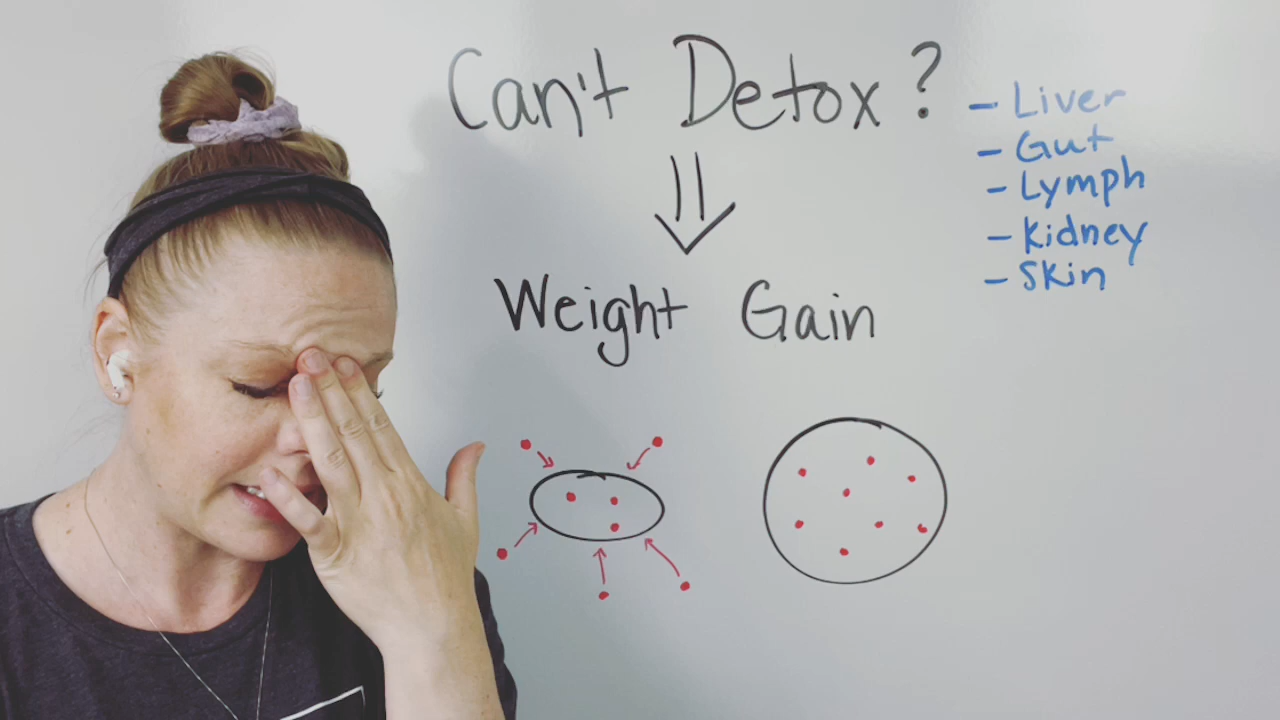 Can't Detox?
- Liver
- Gut
- Lymph
- Kidney
- Skin
Weight Gain